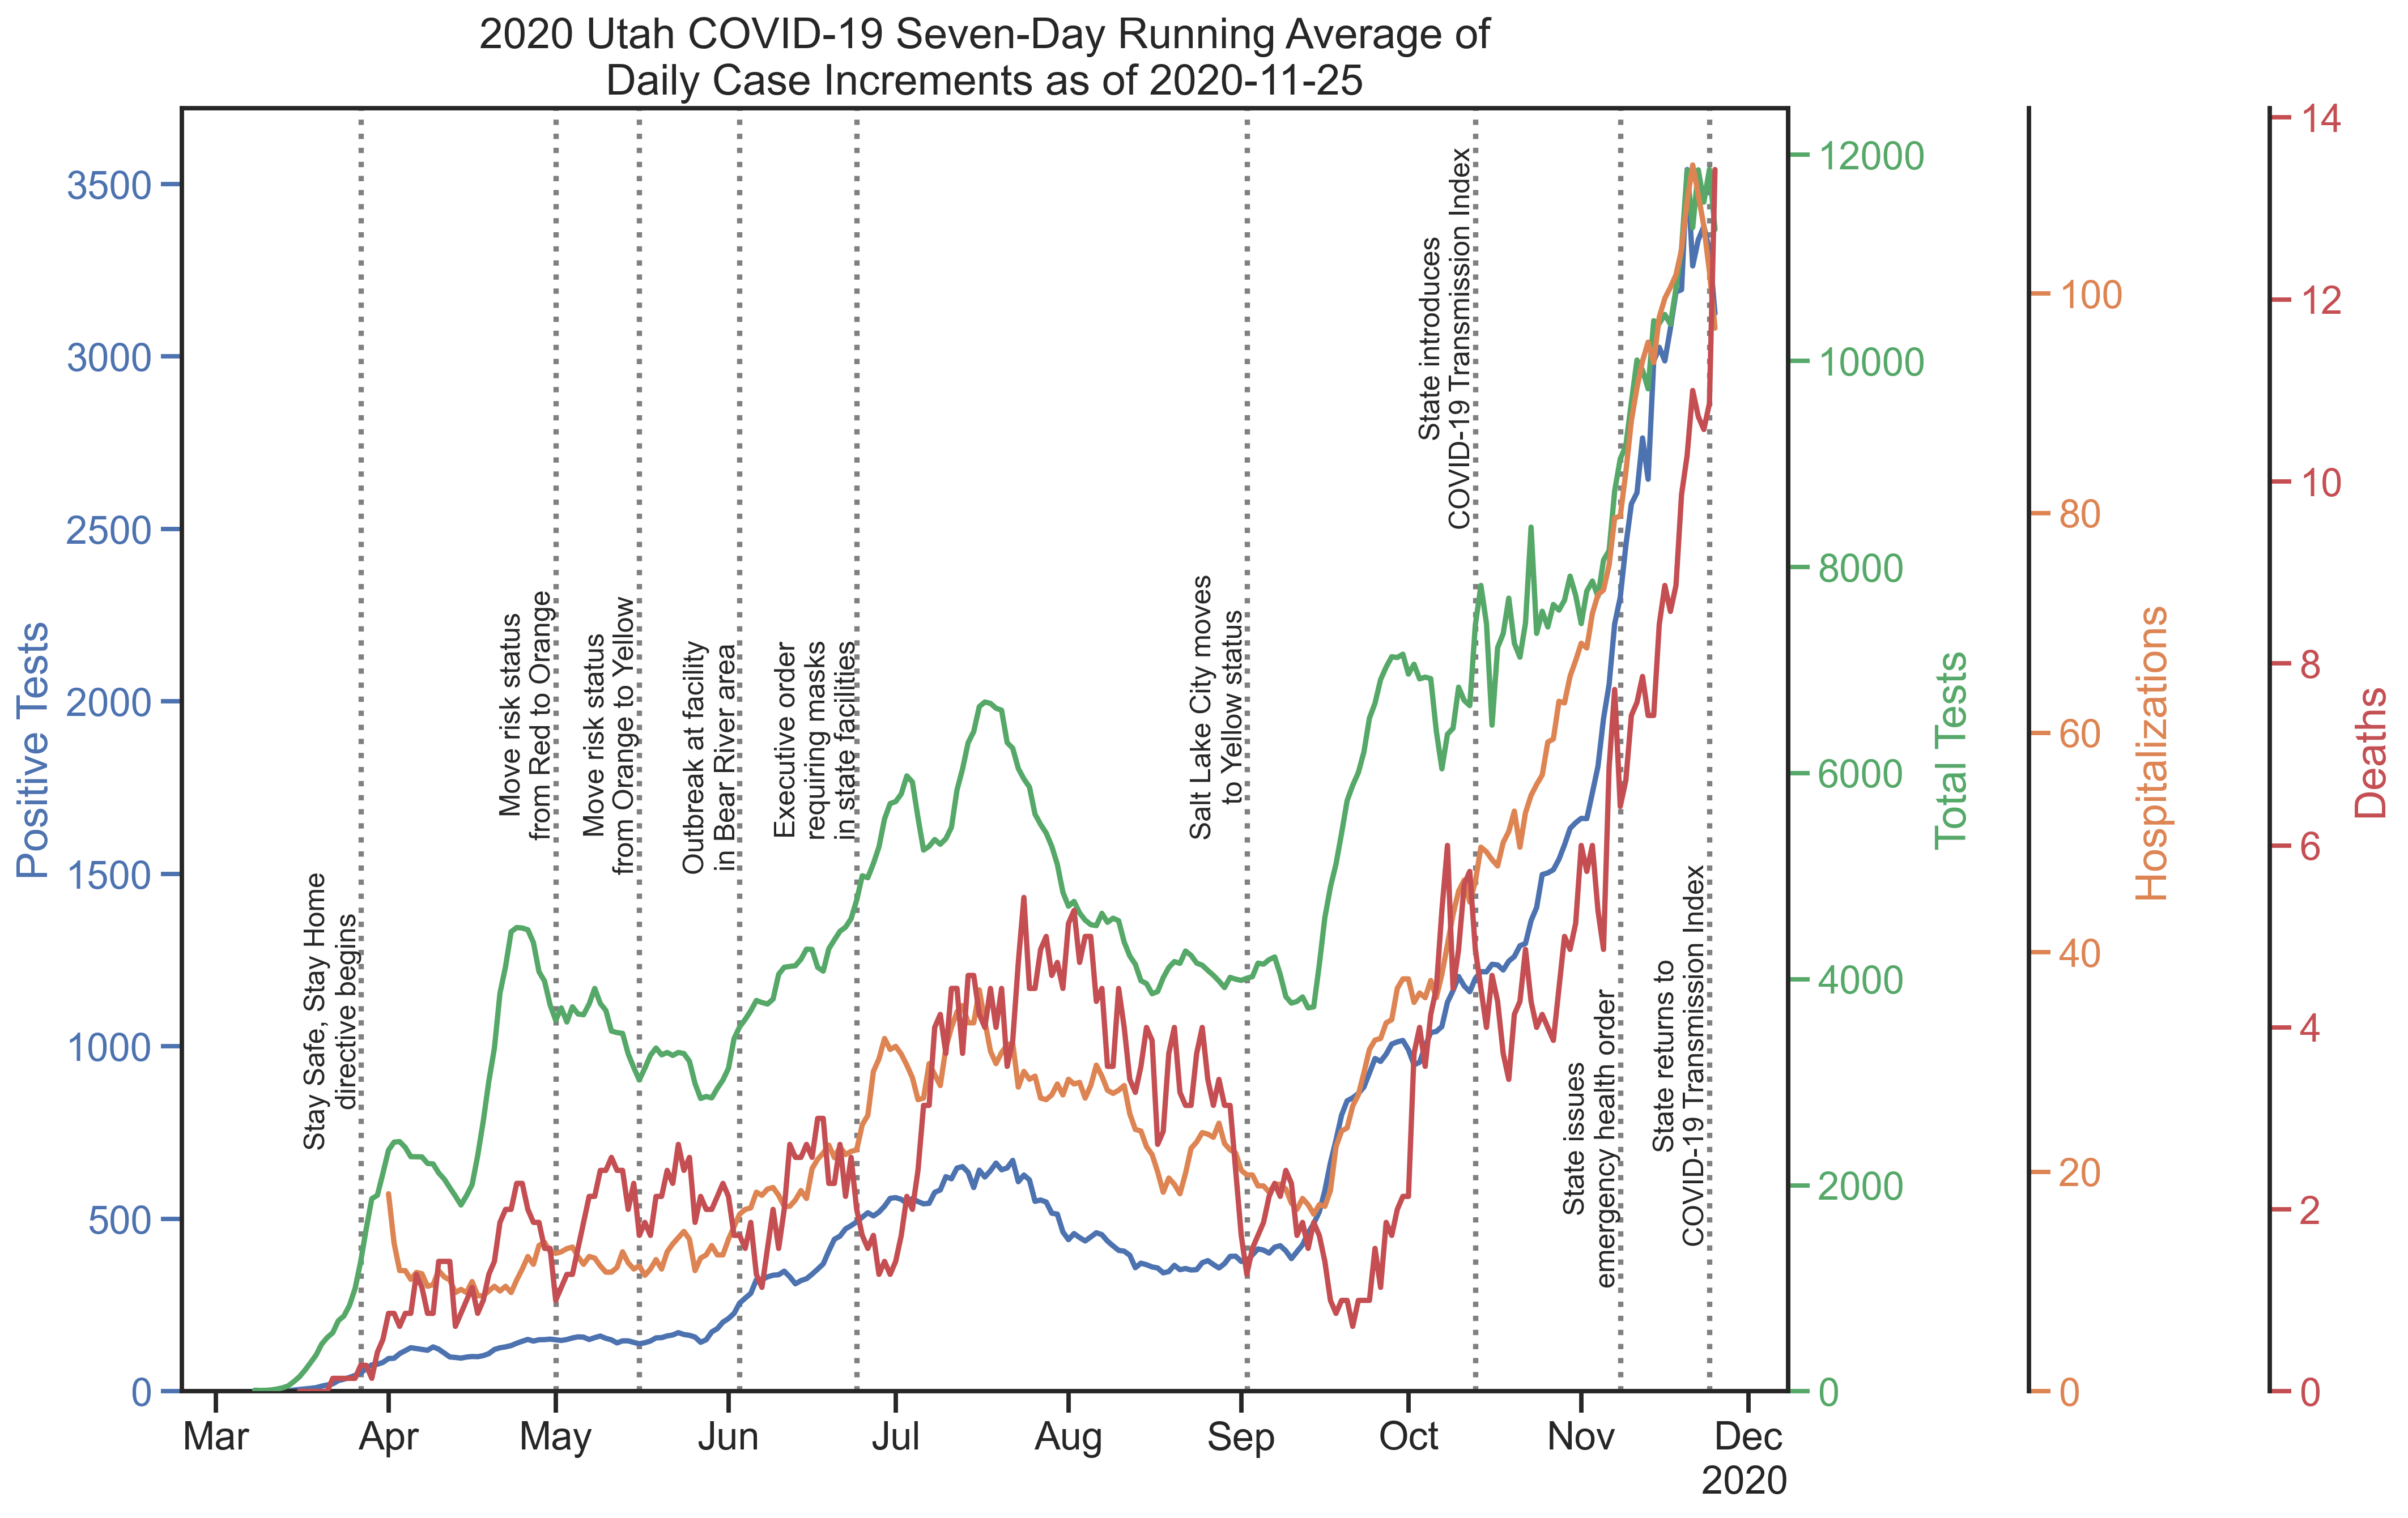 2020 Utah COVID-19 Seven-Day Running Average of
Daily Case Increments as of 2020-11-25
Positive Tests
3500
3000
2500
2000
1500
1000
500
0
Stay Safe, Stay Home
directive begins
Move risk status
from Red to Orange
Move risk status
from Orange to Yellow
Outbreak at facility
in Bear River area
Executive order
requiring masks
in state facilities
Salt Lake City moves
to Yellow status
State introduces
COVID-19 Transmission Index
State issues
emergency health order
State returns to
COVID-19 Transmission Index
Mar
Apr
May
Jun
Jul
Aug
Sep
Oct
Nov
Dec
2020
12000
10000
8000
6000
4000
2000
0
Total Tests
100
80
60
40
20
0
Hospitalizations
14
12
10
8
6
4
2
0
Deaths